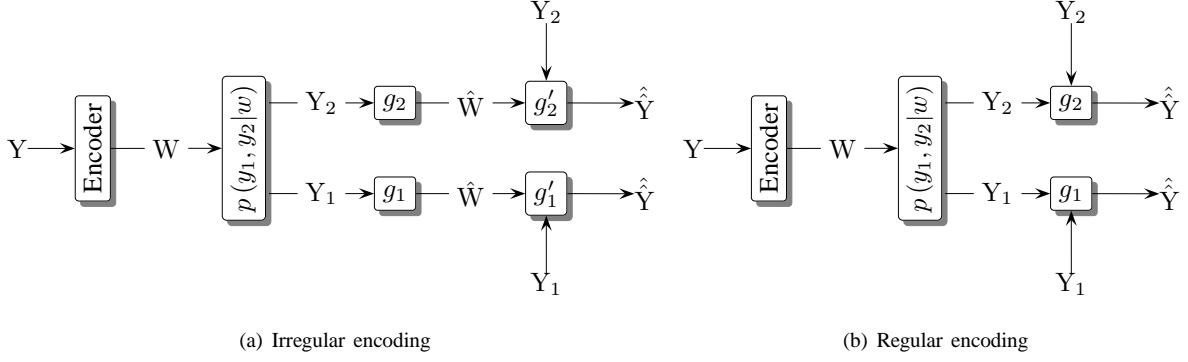 Y₂
Y₂
Y Encoder W p (y₁, y₂|w) Y₂ g₂ Ŵ g′₂ Ŷ̂
Y₁ g₁ Ŵ g′₁ Ŷ̂
Y₁
(a) Irregular encoding
Y Encoder W p (y₁, y₂|w) Y₂ g₂ Ŷ̂
Y₁ g₁ Ŷ̂
Y₁
(b) Regular encoding